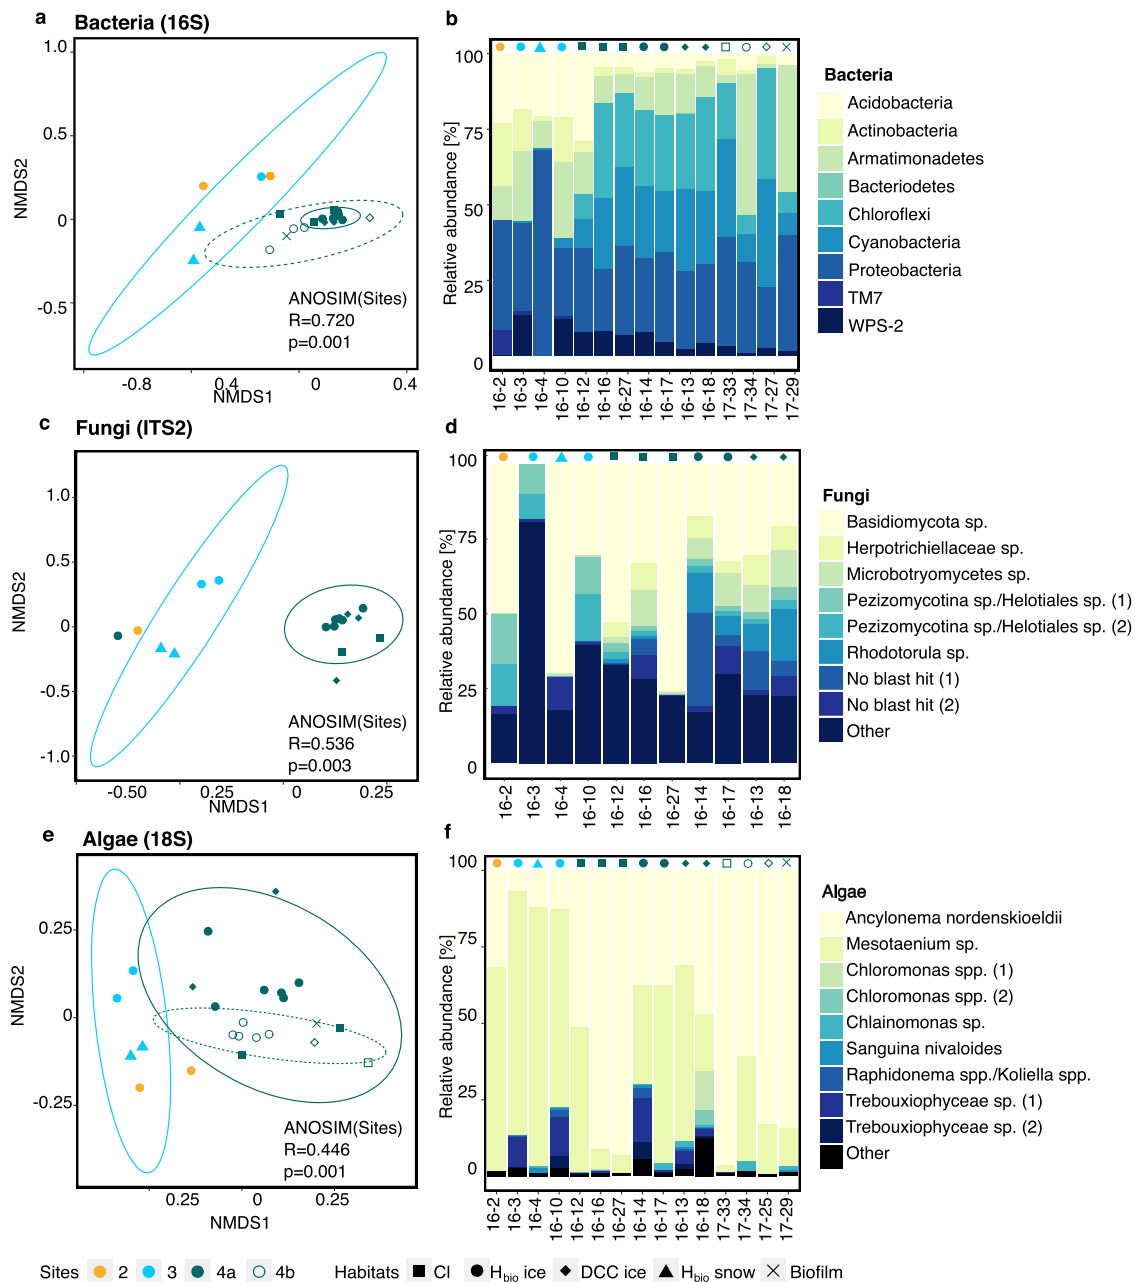 a Bacteria (16S)
1.0
0.5
0
-0.5
NMDS2
ANOSIM(Sites)
R=0.720
p=0.001
-0.8 0.4 0 0.4
NMDS1
b
100
75
50
25
0
Relative abundance [%]
16-2 16-3 16-4 16-10 16-12 16-16 16-27 16-14 16-17 16-13 16-18 17-33 17-34 17-27 17-29
Bacteria
Acidobacteria
Actinobacteria
Armatimonadetes
Bacteriodetes
Chloroflexi
Cyanobacteria
Proteobacteria
TM7
WPS-2
c Fungi (ITS2)
1.0
0.5
0
-0.5
-1.0
NMDS2
ANOSIM(Sites)
R=0.536
p=0.003
-0.50 0.25 0 0.25
NMDS1
d
100
75
50
25
0
Relative abundance [%]
16-2 16-3 16-4 16-10 16-12 16-16 16-27 16-14 16-17 16-13 16-18
Fungi
Basidiomycota sp.
Herpotrichiellaceae sp.
Microbotryomycetes sp.
Pezizomycotina sp./Helotiales sp. (1)
Pezizomycotina sp./Helotiales sp. (2)
Rhodotorula sp.
No blast hit (1)
No blast hit (2)
Other
e Algae (18S)
0.25
0
-0.25
NMDS2
ANOSIM(Sites)
R=0.446
p=0.001
0.25 0 0.25
NMDS1
f
100
75
50
25
0
Relative abundance [%]
16-2 16-3 16-4 16-10 16-12 16-16 16-27 16-14 16-17 16-13 16-18 17-33 17-34 17-25 17-29
Algae
Ancylonema nordenskioeldii
Mesotaenium sp.
Chloromonas spp. (1)
Chloromonas spp. (2)
Chlainomonas sp.
Sanguina nivaloides
Raphidonema spp./Koliella spp.
Trebouxiophyceae sp. (1)
Trebouxiophyceae sp. (2)
Other
Sites 2 3 4a 4b Habitats CI Hbio ice DCC ice Hbio snow Biofilm